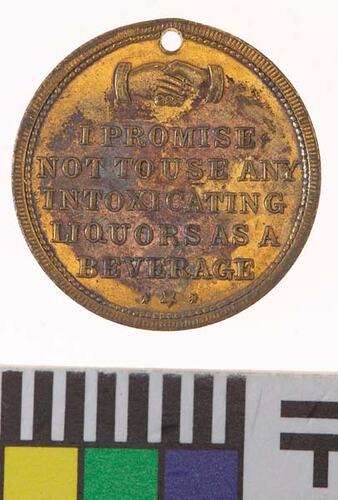 I PROMISE
NOT TO USE ANY
INTOXICATING
LIQUORS AS A
BEVERAGE